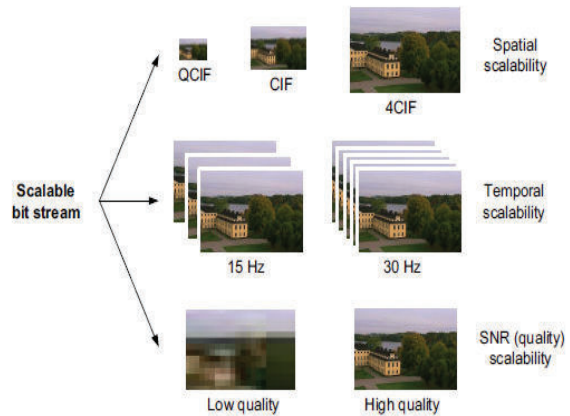 QCIF
CIF
4CIF
Spatial
scalability
Scalable
bit stream
15 Hz
30 Hz
Temporal
scalability
Low quality
High quality
SNR (quality)
scalability